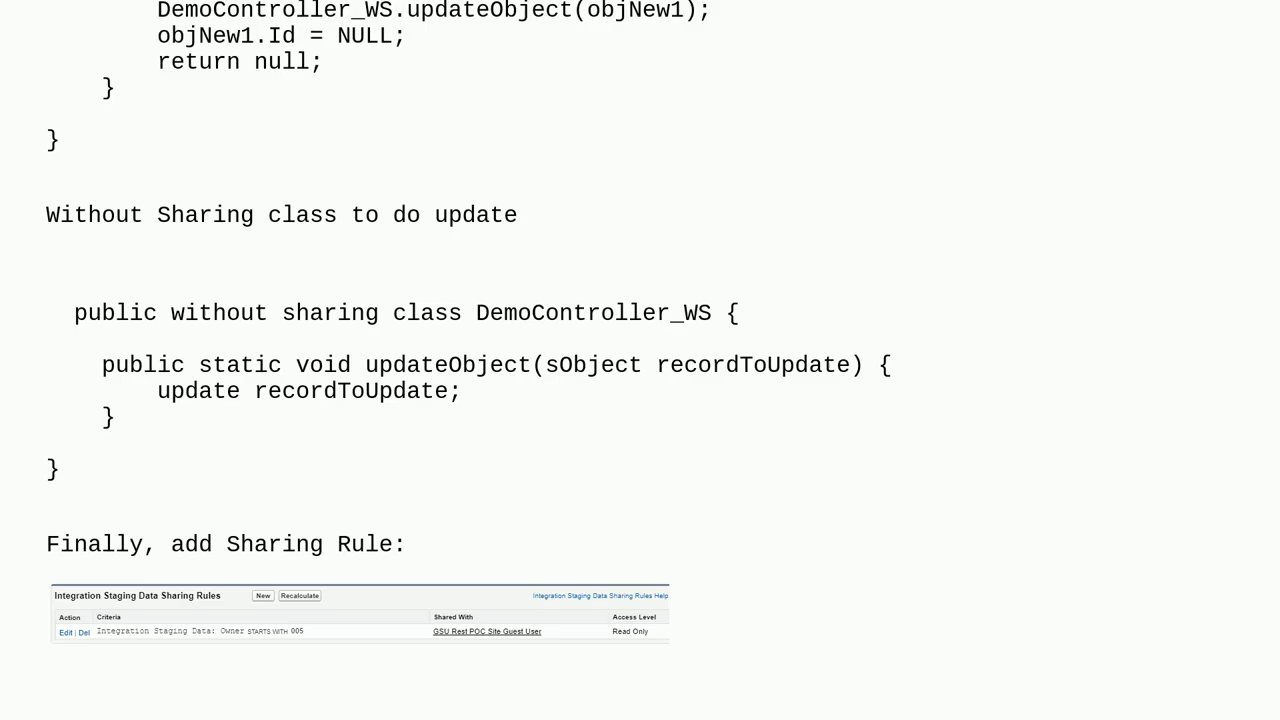 DemoController_WS.updateObject(objNew1);
objNew1.Id = NULL;
return null;
}
}
Without Sharing class to do update
public without sharing class DemoController_WS {
public static void updateObject(sObject recordToUpdate) {
update recordToUpdate;
}
}
Finally, add Sharing Rule:
Integration Staging Data Sharing Rules New Recalculate Integration Staging Data Sharing Rules Help
Action Criteria Shared With Access Level
Edit | Del Integration Staging Data: Owner STARTS WITH 005 GSU Rest POC Site Guest User Read Only